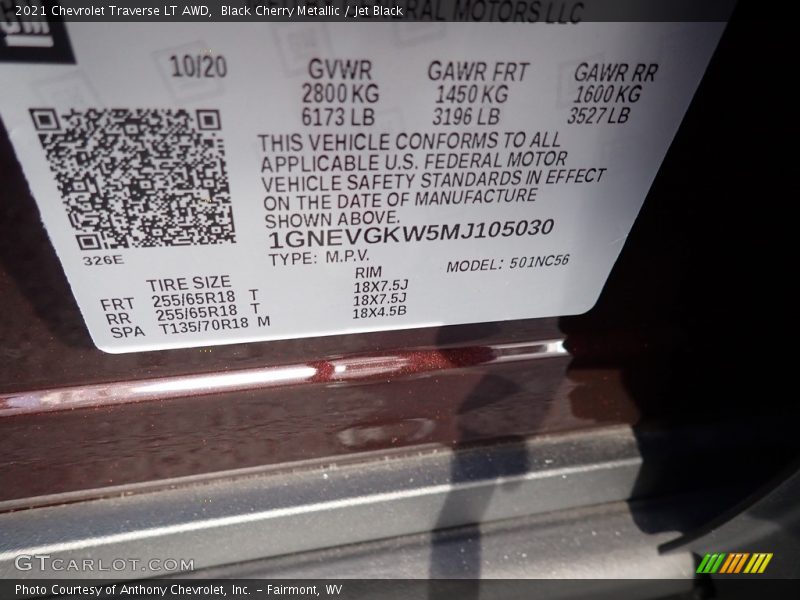 2021 Chevrolet Traverse LT AWD,  Black Cherry Metallic / Jet Black
GENERAL MOTORS LLC
gm
10/20
GVWR
2800 KG
6173 LB
GAWR FRT
1450 KG
3196 LB
GAWR RR
1600 KG
3527 LB
THIS VEHICLE CONFORMS TO ALL
APPLICABLE U.S. FEDERAL MOTOR
VEHICLE SAFETY STANDARDS IN EFFECT
ON THE DATE OF MANUFACTURE
SHOWN ABOVE.
1GNEVGKW5MJ105030
326E
TYPE: M.P.V.
MODEL: 501NC56
TIRE SIZE RIM
FRT 255/65R18 T 18X7.5J
RR 255/65R18 T 18X7.5J
SPA T135/70R18 M 18X4.5B
GTCarLot.com
Photo Courtesy of Anthony Chevrolet, Inc. – Fairmont, WV